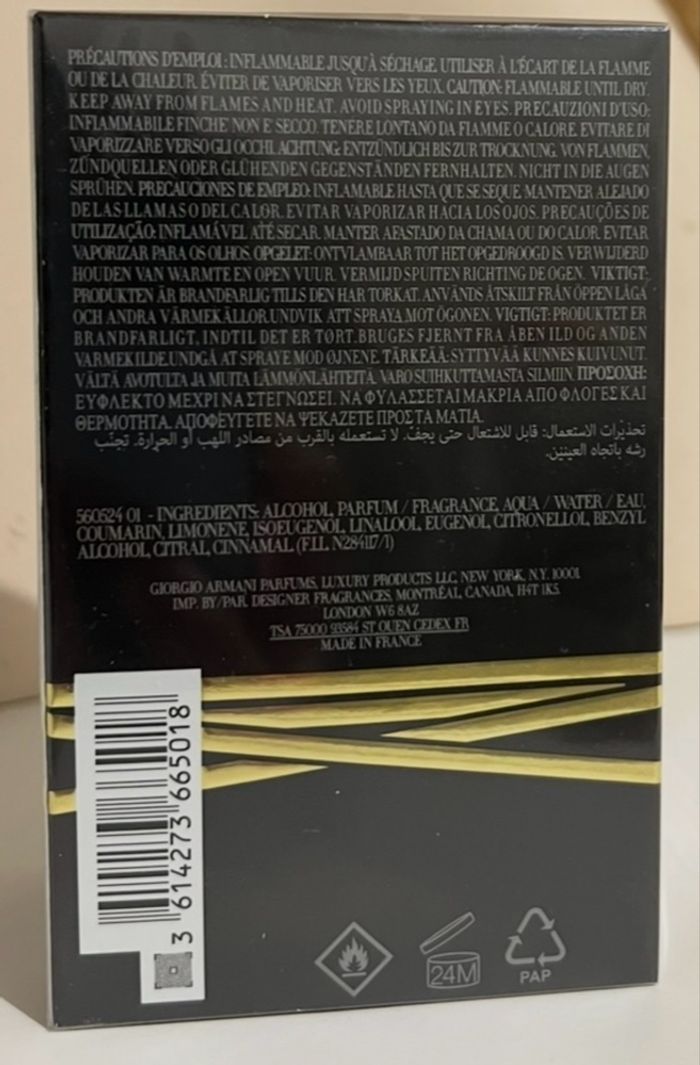 PRÉCAUTIONS D'EMPLOI : INFLAMMABLE JUSQU'À SÉCHAGE. UTILISER À L'ÉCART DE LA FLAMME
OU DE LA CHALEUR. ÉVITER DE VAPORISER VERS LES YEUX. CAUTION: FLAMMABLE UNTIL DRY.
KEEP AWAY FROM FLAMES AND HEAT. AVOID SPRAYING IN EYES. PRECAUZIONI D'USO:
INFLAMMABILE FINCHE' NON E' SECCO. TENERE LONTANO DA FIAMME O CALORE. EVITARE DI
VAPORIZZARE VERSO GLI OCCHI. ACHTUNG: ENTZÜNDLICH BIS ZUR TROCKNUNG. VON FLAMMEN,
ZÜNDQUELLEN ODER GLÜHENDEN GEGENSTÄNDEN FERNHALTEN. NICHT IN DIE AUGEN
SPRÜHEN. PRECAUCIONES DE EMPLEO: INFLAMABLE HASTA QUE SE SEQUE. MANTENER ALEJADO
DE LAS LLAMAS O DEL CALOR. EVITAR VAPORIZAR HACIA LOS OJOS. PRECAUÇÕES DE
UTILIZAÇÃO: INFLAMÁVEL ATÉ SECAR. MANTER AFASTADO DA CHAMA OU DO CALOR. EVITAR
VAPORIZAR PARA OS OLHOS. OPGELET: ONTVLAMBAAR TOT HET OPGEDROOGD IS. VERWIJDERD
HOUDEN VAN WARMTE EN OPEN VUUR. VERMIJD SPUITEN RICHTING DE OGEN. VIKTIGT:
PRODUKTEN ÄR BRANDFARLIG TILLS DEN HAR TORKAT. ANVÄNDS ÅTSKILT FRÅN ÖPPEN LÅGA
OCH ANDRA VÄRMEKÄLLOR.UNDVIK ATT SPRAYA MOT ÖGONEN. VIGTIGT: PRODUKTET ER
BRANDFARLIGT, INDTIL DET ER TØRT. BRUGES FJERNT FRA ÅBEN ILD OG ANDEN
VARMEKILDE.UNDGÅ AT SPRAYE MOD ØJNENE. TÄRKEÄÄ: SYTTYVÄÄ KUNNES KUIVUNUT.
VÄLTÄ AVOTULTA JA MUITA LÄMMÖNLÄHTEITÄ. VARO SUIHKUTTAMASTA SILMIIN. ΠΡΟΣΟΧΗ:
ΕΥΦΛΕΚΤΟ ΜΕΧΡΙ ΝΑ ΣΤΕΓΝΩΣΕΙ. ΝΑ ΦΥΛΑΣΣΕΤΑΙ ΜΑΚΡΙΑ ΑΠΟ ΦΛΟΓΕΣ ΚΑΙ
ΘΕΡΜΟΤΗΤΑ. ΑΠΟΦΕΥΓΕΤΕ ΝΑ ΨΕΚΑΖΕΤΕ ΠΡΟΣ ΤΑ ΜΑΤΙΑ.
تحذيرات الاستعمال: قابل للاشتعال حتى يجفّ. لا تستعمله بالقرب من مصادر اللهب أو الحرارة. تجنّب
رشه باتجاه العينين.
560524 01 - INGREDIENTS: ALCOHOL, PARFUM / FRAGRANCE, AQUA / WATER / EAU,
COUMARIN, LIMONENE, ISOEUGENOL, LINALOOL, EUGENOL, CITRONELLOL, BENZYL
ALCOHOL, CITRAL, CINNAMAL (F.I.L. N284117/1)
GIORGIO ARMANI PARFUMS, LUXURY PRODUCTS LLC, NEW YORK, N.Y. 10001.
IMP. BY/PAR. DESIGNER FRAGRANCES, MONTRÉAL, CANADA, H4T 1K5.
LONDON W6 8AZ
TSA 75000 93584 ST OUEN CEDEX, FR
MADE IN FRANCE
3 614273 665018
24M
PAP